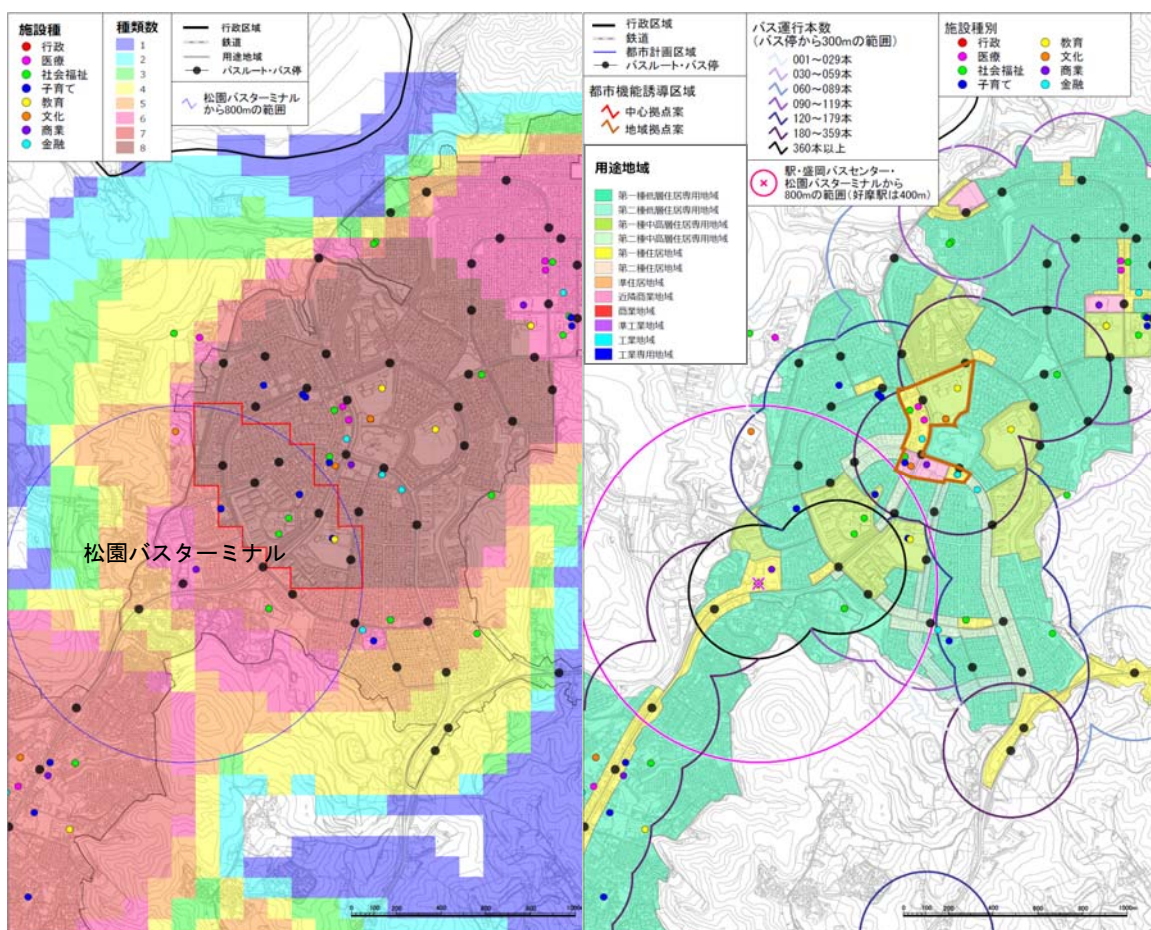 施設種
行政
医療
社会福祉
子育て
教育
文化
商業
金融
種類数
1
2
3
4
5
6
7
8
行政区域
鉄道
用途地域
バスルート・バス停
松園バスターミナル
から800mの範囲
松園バスターミナル
0 200 400 600 800 1000m
行政区域
鉄道
都市計画区域
バスルート・バス停
都市機能誘導区域
中心拠点案
地域拠点案
用途地域
第一種低層住居専用地域
第二種低層住居専用地域
第一種中高層住居専用地域
第二種中高層住居専用地域
第一種住居地域
第二種住居地域
準住居地域
近隣商業地域
商業地域
準工業地域
工業地域
工業専用地域
バス運行本数
(バス停から300mの範囲)
001～029本
030～059本
060～089本
090～119本
120～179本
180～359本
360本以上
駅・盛岡バスセンター・
松園バスターミナルから
800mの範囲(好摩駅は400m)
施設種別
行政
医療
社会福祉
子育て
教育
文化
商業
金融
0 200 400 600 800 1000m